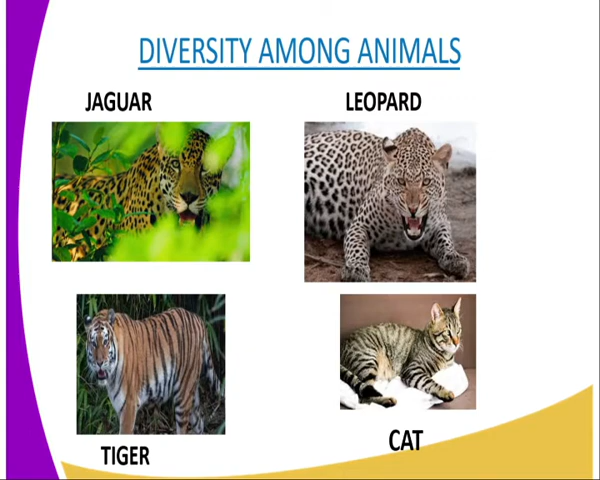 DIVERSITY AMONG ANIMALS
JAGUAR
LEOPARD
TIGER
CAT